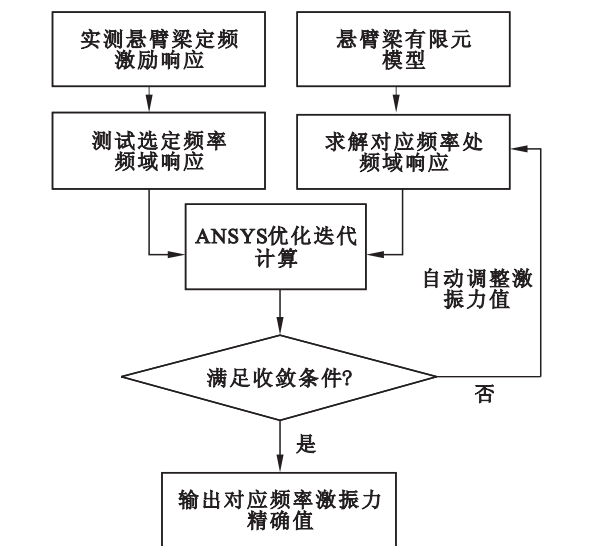 实测悬臂梁定频
激励响应
悬臂梁有限元
模型
测试选定频率
频域响应
求解对应频率处
频域响应
ANSYS优化迭代
计算
自动调整激
振力值
满足收敛条件?
否
是
输出对应频率激振力
精确值